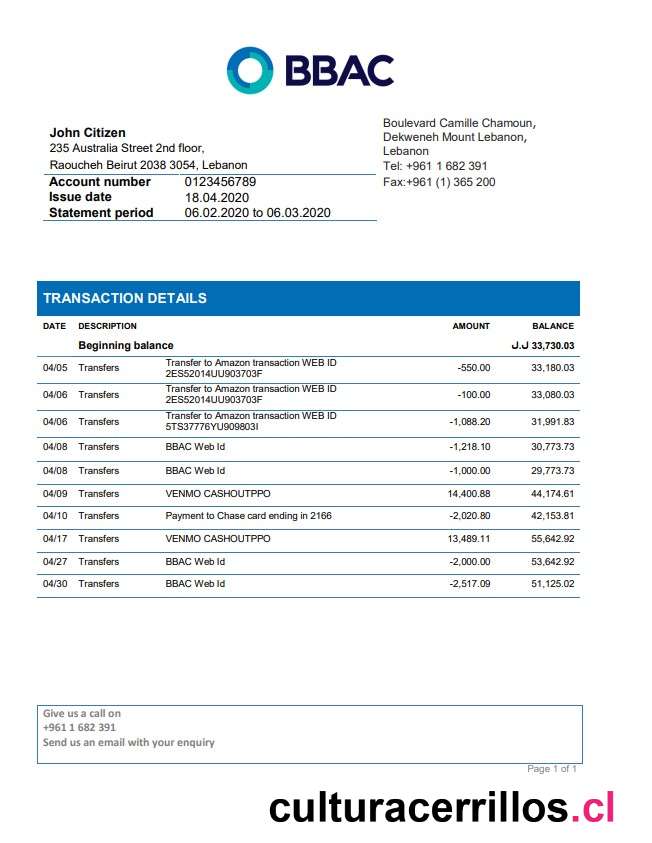 BBAC
John Citizen
235 Australia Street 2nd floor,
Raoucheh Beirut 2038 3054, Lebanon
Account number 0123456789
Issue date 18.04.2020
Statement period 06.02.2020 to 06.03.2020
Boulevard Camille Chamoun,
Dekweneh Mount Lebanon,
Lebanon
Tel: +961 1 682 391
Fax:+961 (1) 365 200
TRANSACTION DETAILS
DATE DESCRIPTION AMOUNT BALANCE
Beginning balance ل.ل 33,730.03
04/05 Transfers Transfer to Amazon transaction WEB ID
2ES52014UU903703F -550.00 33,180.03
04/06 Transfers Transfer to Amazon transaction WEB ID
2ES52014UU903703F -100.00 33,080.03
04/06 Transfers Transfer to Amazon transaction WEB ID
5TS37776YU909803I -1,088.20 31,991.83
04/08 Transfers BBAC Web Id -1,218.10 30,773.73
04/08 Transfers BBAC Web Id -1,000.00 29,773.73
04/09 Transfers VENMO CASHOUTPPO 14,400.88 44,174.61
04/10 Transfers Payment to Chase card ending in 2166 -2,020.80 42,153.81
04/17 Transfers VENMO CASHOUTPPO 13,489.11 55,642.92
04/27 Transfers BBAC Web Id -2,000.00 53,642.92
04/30 Transfers BBAC Web Id -2,517.09 51,125.02
Give us a call on
+961 1 682 391
Send us an email with your enquiry
Page 1 of 1
culturacerrillos.cl